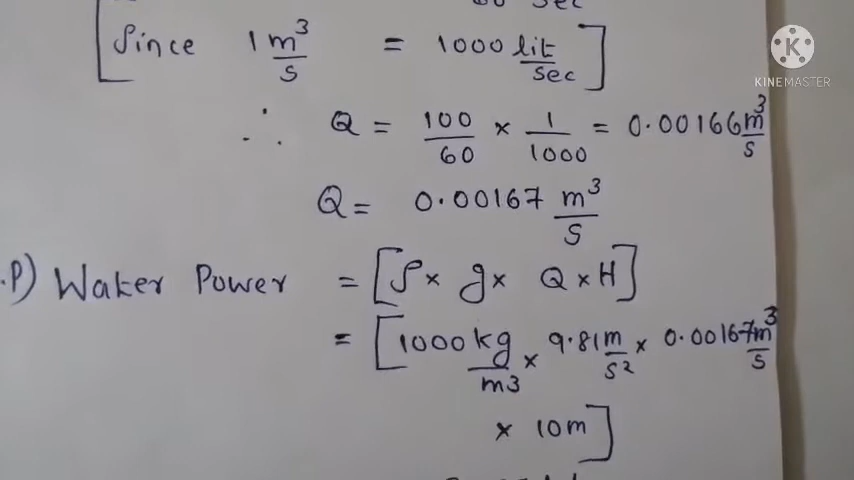 [Since 1 m³/s = 1000 lit/sec]
KINEMASTER
∴ Q = 100/60 × 1/1000 = 0.00166 m³/s
Q = 0.00167 m³/s
.P) Water Power = [ρ × g × Q × H]
= [1000 kg/m3 × 9.81 m/s² × 0.00167 m³/s
× 10m]